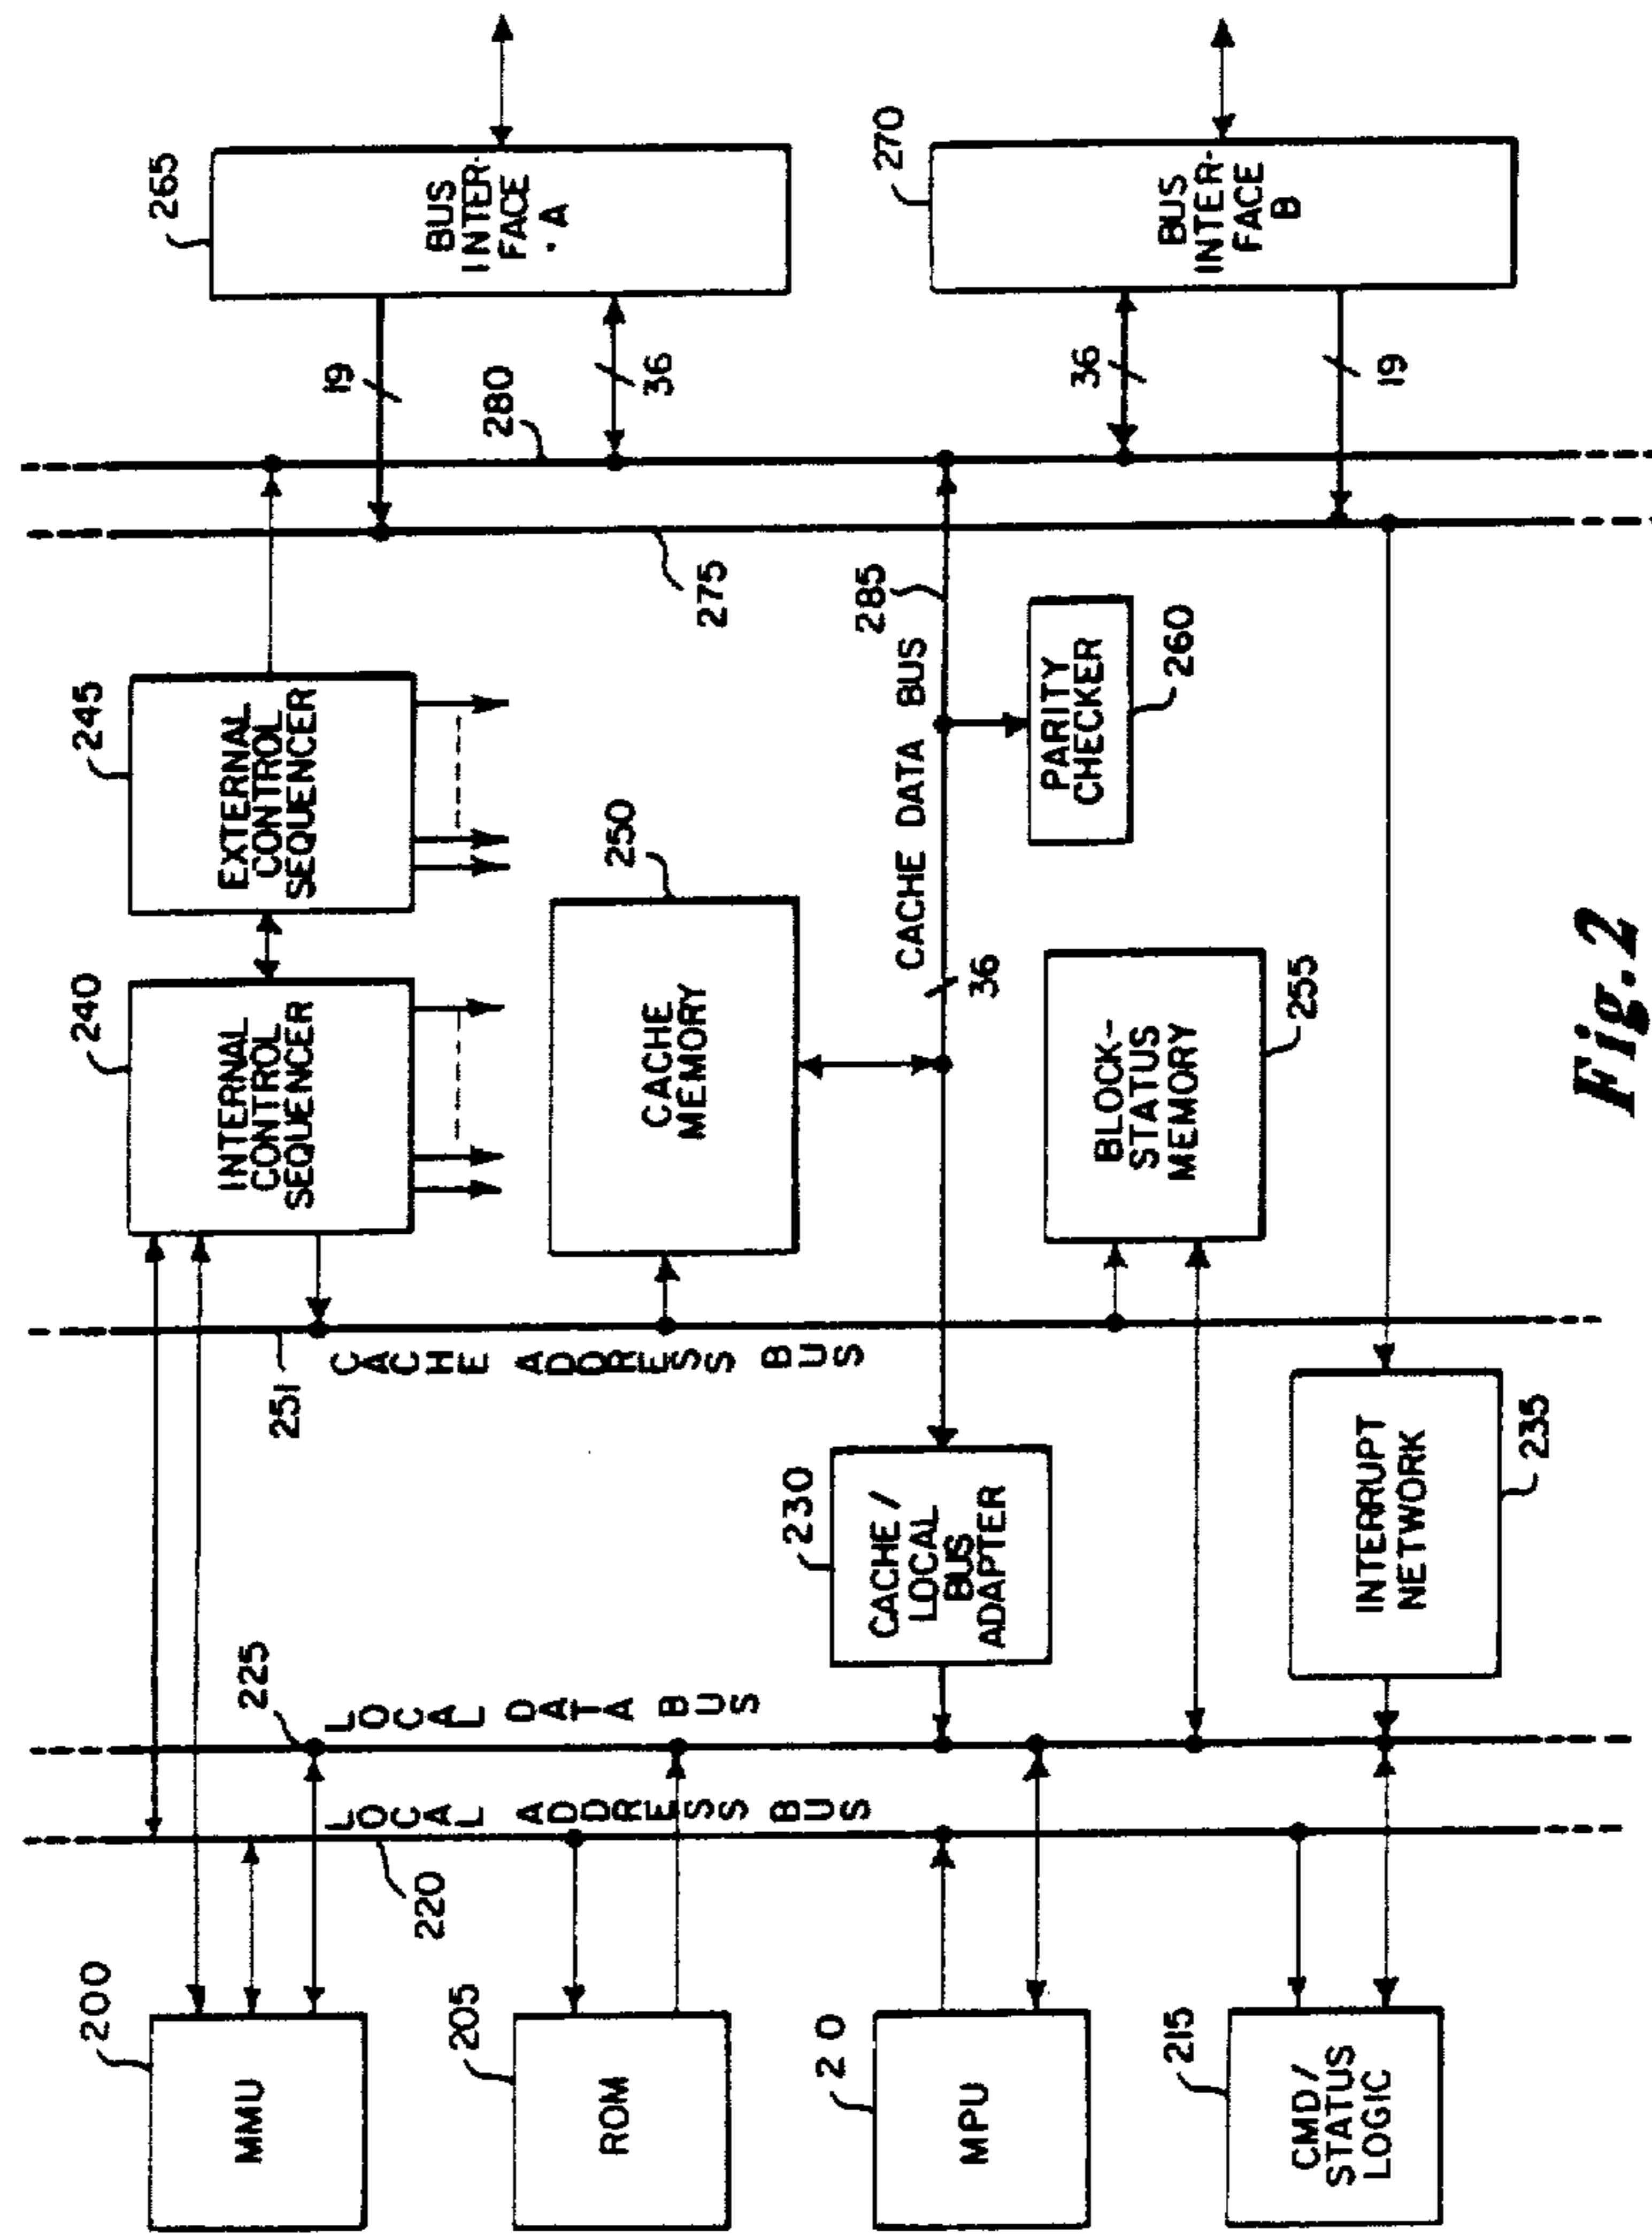 200
MMU
205
ROM
2 0
MPU
215
CMD/
STATUS
LOGIC
220
LOCAL ADDRESS BUS
225
LOCAL DATA BUS
230
CACHE/
LOCAL
BUS
ADAPTER
INTERRUPT
NETWORK
235
251
CACHE ADDRESS BUS
240
INTERNAL
CONTROL
SEQUENCER
245
EXTERNAL
CONTROL
SEQUENCER
250
CACHE
MEMORY
CACHE DATA BUS
285
36
BLOCK-
STATUS
MEMORY
255
PARITY
CHECKER
260
275
280
19
36
36
19
265
BUS
INTER-
FACE
A
270
BUS
INTER-
FACE
B
Fig. 2